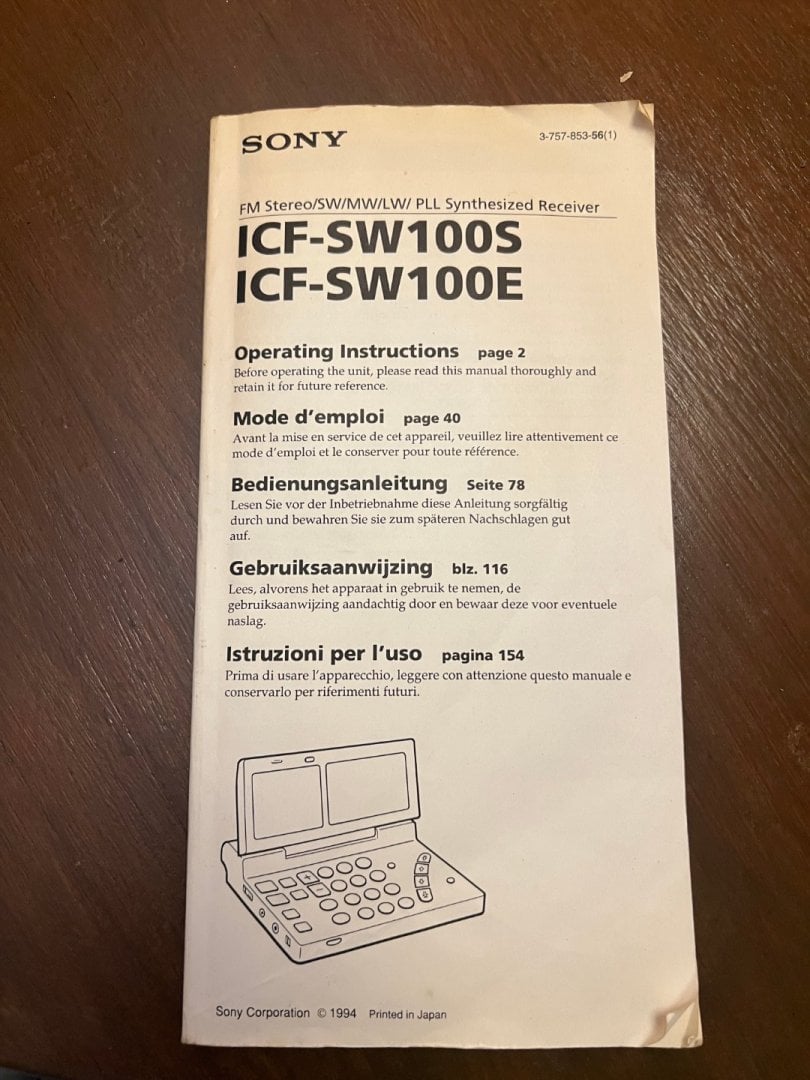 SONY
3-757-853-56(1)
FM Stereo/SW/MW/LW/ PLL Synthesized Receiver
ICF-SW100S
ICF-SW100E
Operating Instructions page 2
Before operating the unit, please read this manual thoroughly and
retain it for future reference.
Mode d'emploi page 40
Avant la mise en service de cet appareil, veuillez lire attentivement ce
mode d'emploi et le conserver pour toute référence.
Bedienungsanleitung Seite 78
Lesen Sie vor der Inbetriebnahme diese Anleitung sorgfältig
durch und bewahren Sie sie zum späteren Nachschlagen gut
auf.
Gebruiksaanwijzing blz. 116
Lees, alvorens het apparaat in gebruik te nemen, de
gebruiksaanwijzing aandachtig door en bewaar deze voor eventuele
naslag.
Istruzioni per l'uso pagina 154
Prima di usare l'apparecchio, leggere con attenzione questo manuale e
conservarlo per riferimenti futuri.
Sony Corporation © 1994 Printed in Japan